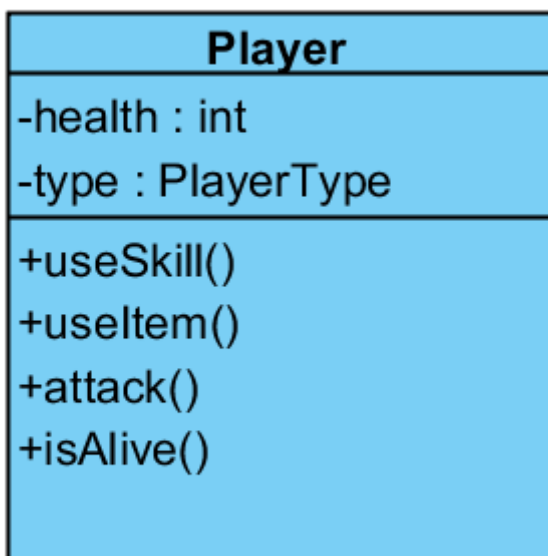 Player
-health : int
-type : PlayerType
+useSkill()
+useItem()
+attack()
+isAlive()